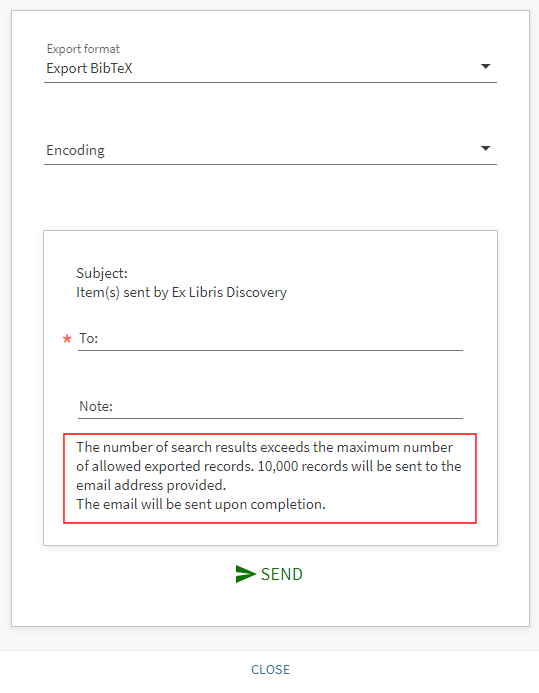 Export format
Export BibTeX
Encoding
Subject:
Item(s) sent by Ex Libris Discovery
* To:
Note:
The number of search results exceeds the maximum number
of allowed exported records. 10,000 records will be sent to the
email address provided.
The email will be sent upon completion.
SEND
CLOSE